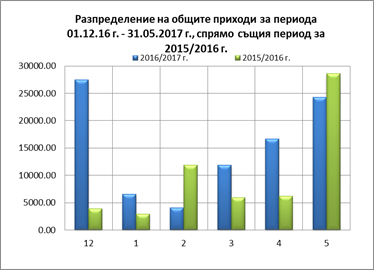 Разпределение на общите приходи за периода
01.12.16 г. - 31.05.2017 г., спрямо същия период за
2015/2016 г.
2016/2017 г. 2015/2016 г.
30000.00
25000.00
20000.00
15000.00
10000.00
5000.00
0.00
12 1 2 3 4 5